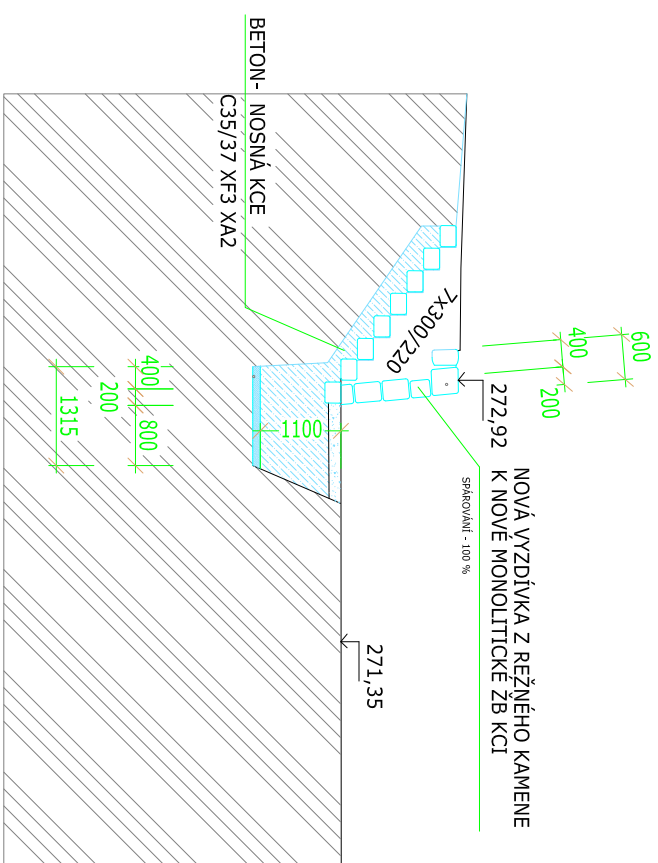 600
400
200
272,92
NOVÁ VYZDÍVKA Z REŽNÉHO KAMENE
K NOVÉ MONOLITICKÉ ŽB KCI
SPÁROVÁNÍ - 100 %
7x300/220
271,35
1100
BETON- NOSNÁ KCE
C35/37 XF3 XA2
400
800
200
1315